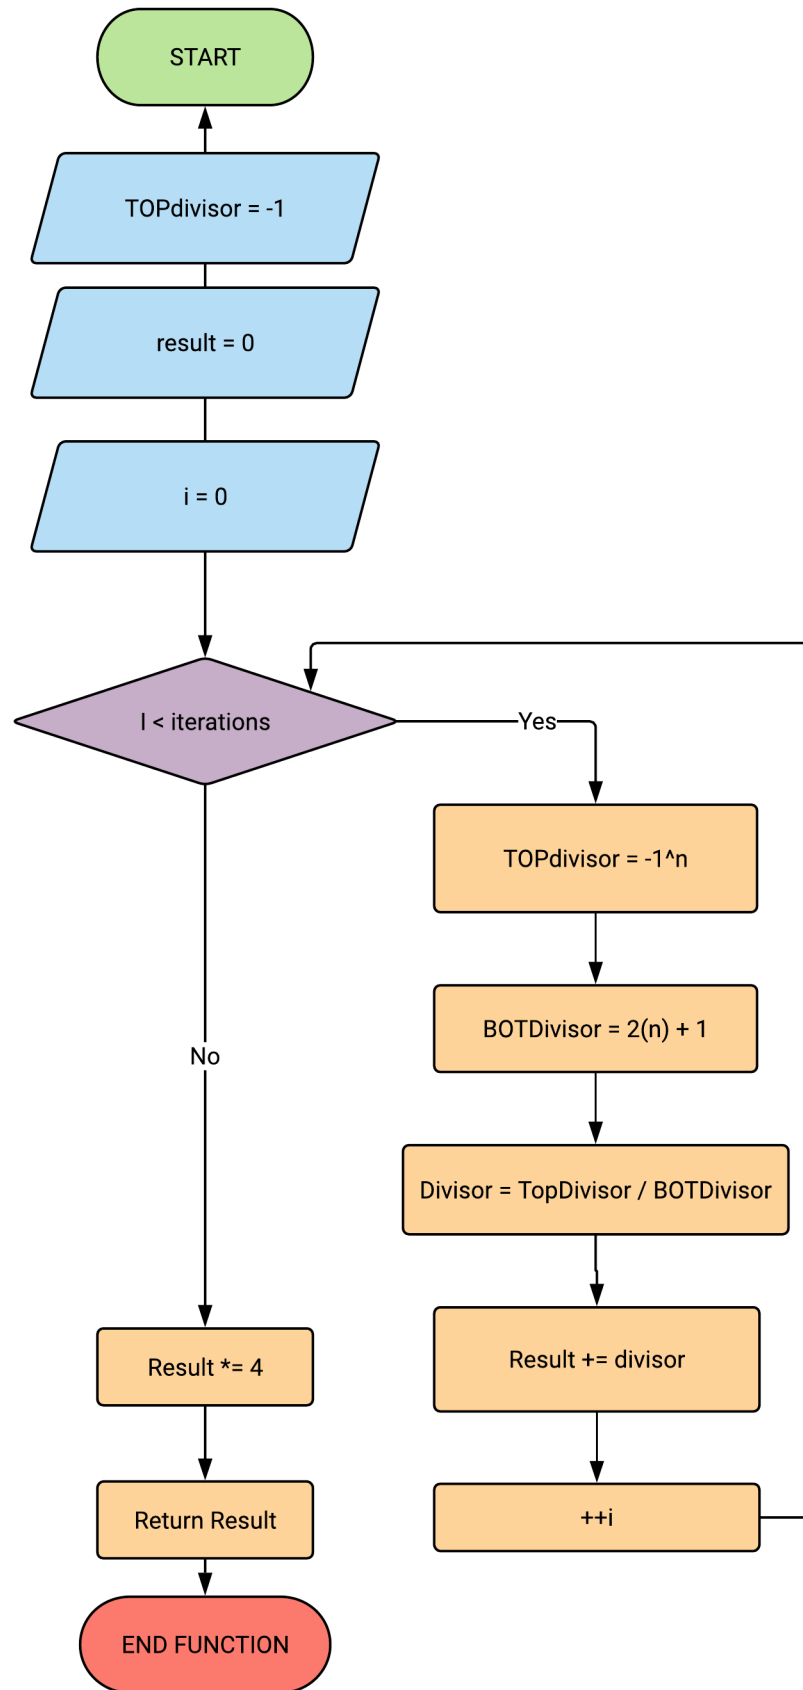 START
TOPdivisor = -1
result = 0
i = 0
I < iterations
Yes
TOPdivisor = -1^n
BOTDivisor = 2(n) + 1
Divisor = TopDivisor / BOTDivisor
Result += divisor
++i
No
Result *= 4
Return Result
END FUNCTION